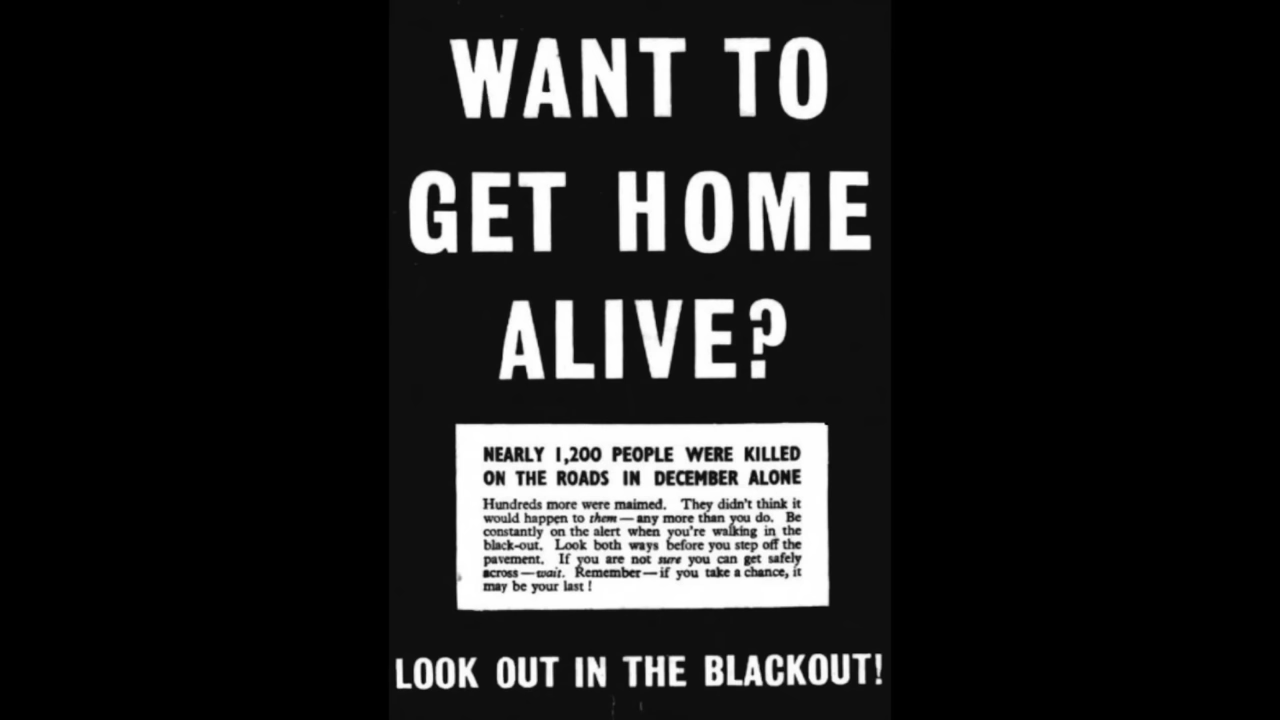 WANT TO
GET HOME
ALIVE?
NEARLY 1,200 PEOPLE WERE KILLED
ON THE ROADS IN DECEMBER ALONE
Hundreds more were maimed. They didn't think it
would happen to them — any more than you do. Be
constantly on the alert when you're walking in the
black-out. Look both ways before you step off the
pavement. If you are not sure you can get safely
across — wait. Remember — if you take a chance, it
may be your last !
LOOK OUT IN THE BLACKOUT!